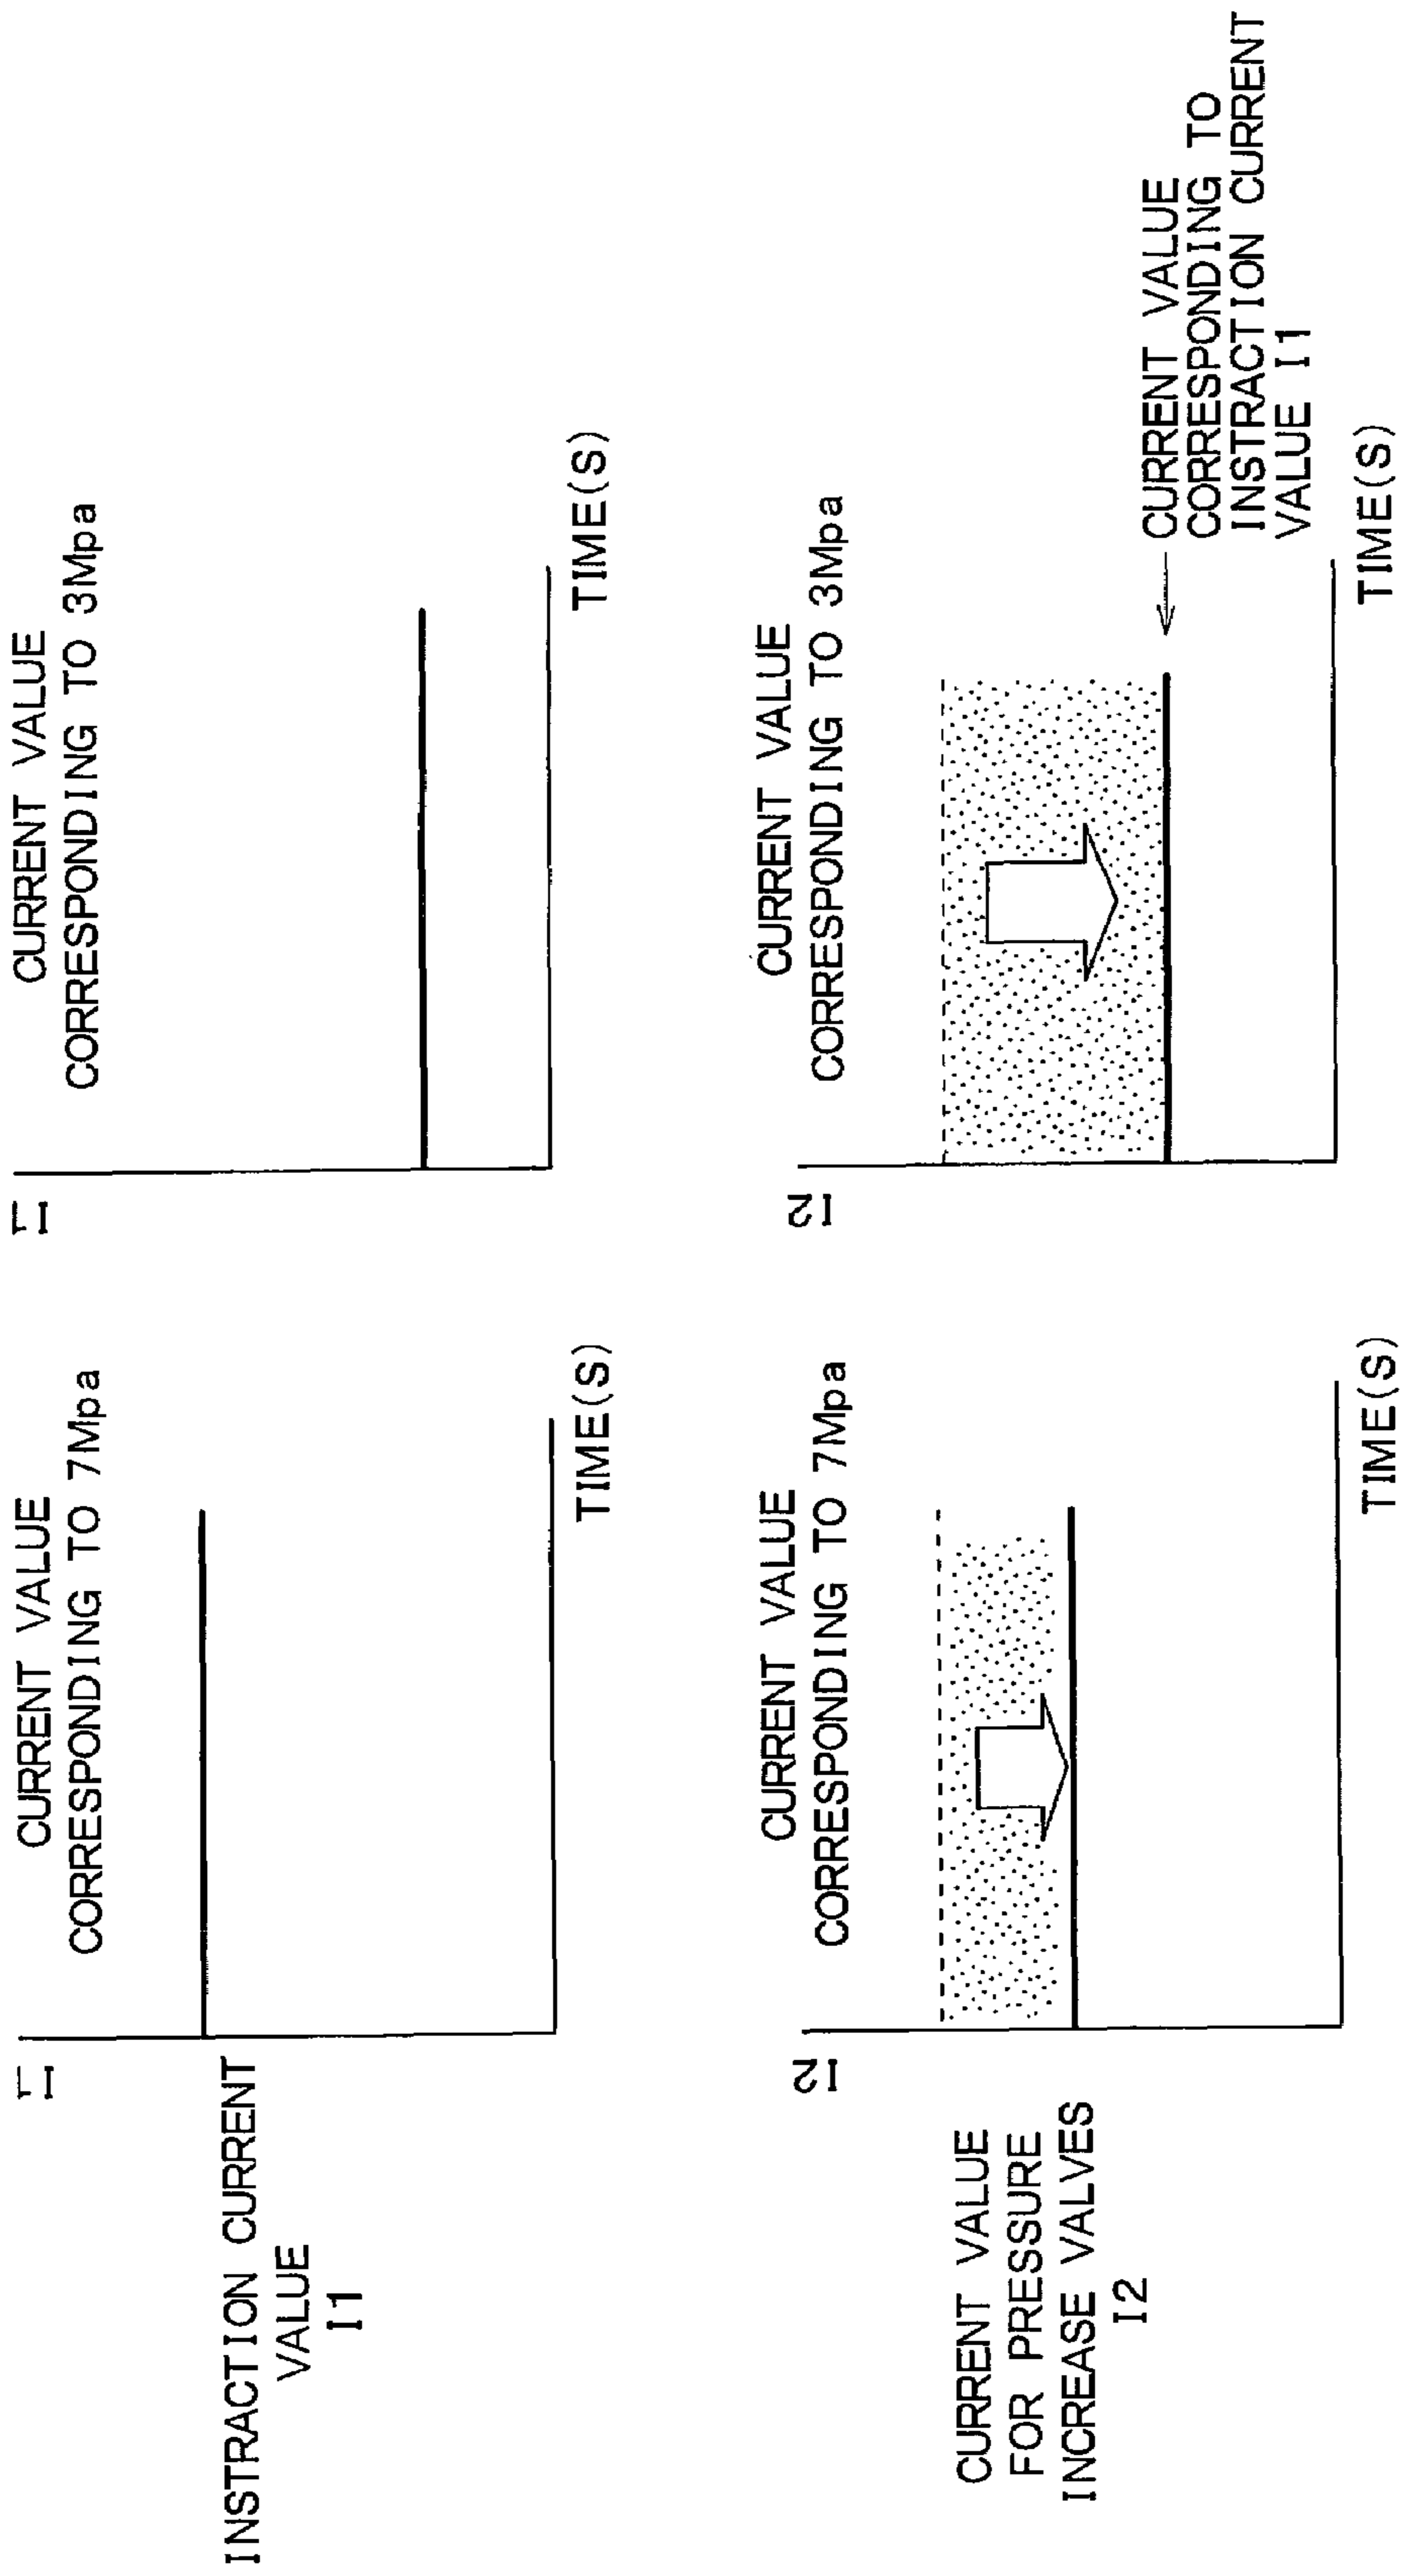 INSTRACTION CURRENT
VALUE
I1
I1
CURRENT VALUE
CORRESPONDING TO 7Mpa
TIME(S)
I1
CURRENT VALUE
CORRESPONDING TO 3Mpa
TIME(S)
CURRENT VALUE
FOR PRESSURE
INCREASE VALVES
I2
I2
CURRENT VALUE
CORRESPONDING TO 7Mpa
TIME(S)
I2
CURRENT VALUE
CORRESPONDING TO 3Mpa
CURRENT VALUE
CORRESPONDING TO
INSTRACTION CURRENT
VALUE I1
TIME(S)